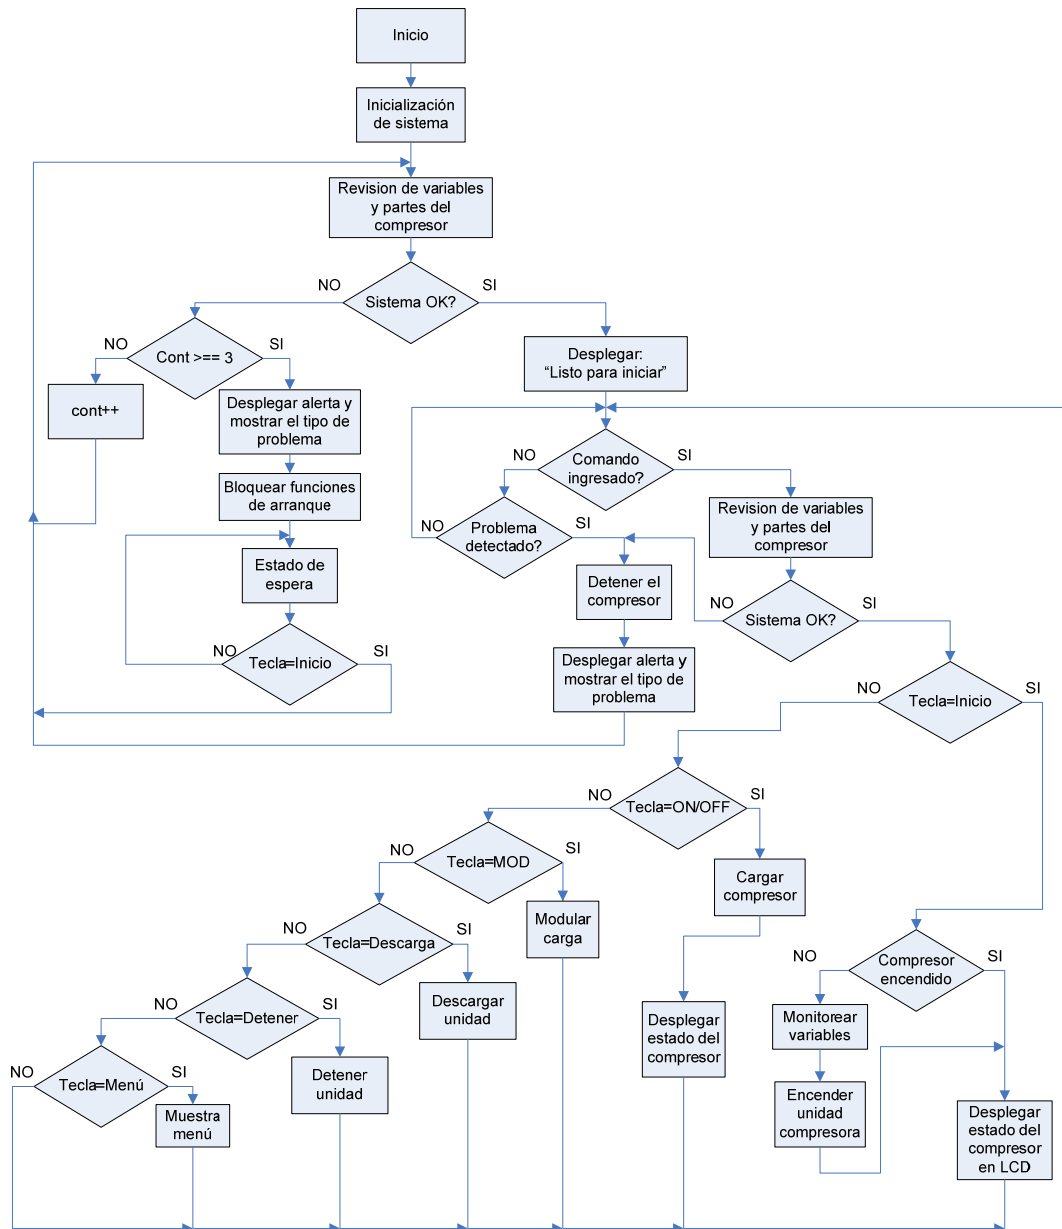 Inicio
Inicialización
de sistema
Revision de variables
y partes del
compresor
NO
SI
Sistema OK?
NO
SI
Cont >== 3
Desplegar:
“Listo para iniciar”
cont++
Desplegar alerta y
mostrar el tipo de
problema
Bloquear funciones
de arranque
Estado de
espera
NO
SI
Tecla=Inicio
NO
SI
Comando
ingresado?
NO
SI
Problema
detectado?
Revision de variables
y partes del
compresor
Detener el
compresor
NO
SI
Sistema OK?
Desplegar alerta y
mostrar el tipo de
problema
NO
SI
Tecla=Inicio
NO
SI
Tecla=ON/OFF
NO
SI
Tecla=MOD
Cargar
compresor
Modular
carga
NO
SI
Tecla=Descarga
Descargar
unidad
Desplegar
estado del
compresor
NO
SI
Compresor
encendido
Monitorear
variables
Encender
unidad
compresora
Desplegar
estado del
compresor
en LCD
NO
SI
Tecla=Detener
Detener
unidad
NO
SI
Tecla=Menú
Muestra
menú